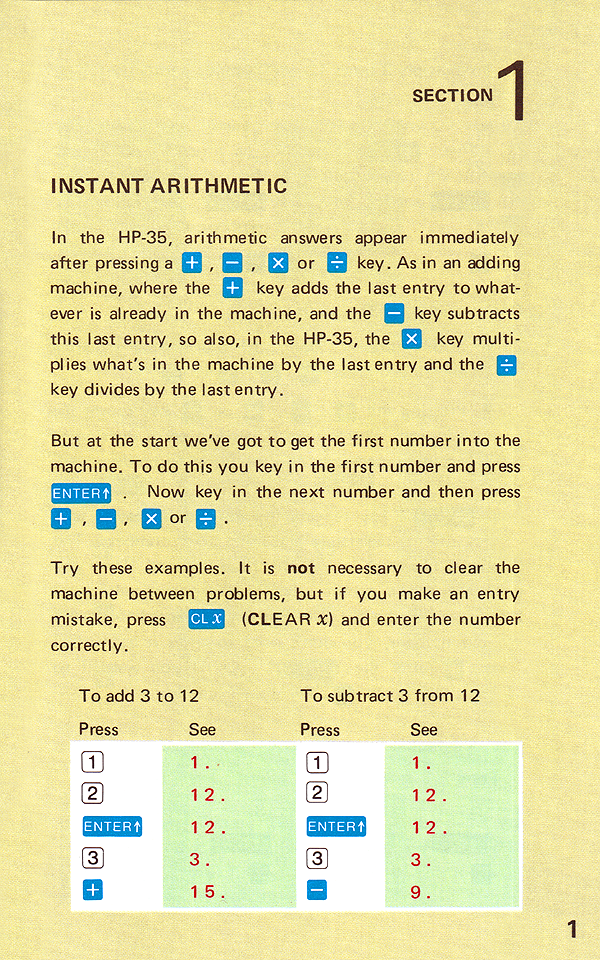 SECTION 1
INSTANT ARITHMETIC
In the HP-35, arithmetic answers appear immediately
after pressing a + , − , × or ÷ key. As in an adding
machine, where the + key adds the last entry to what-
ever is already in the machine, and the − key subtracts
this last entry, so also, in the HP-35, the × key multi-
plies what's in the machine by the last entry and the ÷
key divides by the last entry.
But at the start we've got to get the first number into the
machine. To do this you key in the first number and press
ENTER↑ . Now key in the next number and then press
+ , − , × or ÷ .
Try these examples. It is not necessary to clear the
machine between problems, but if you make an entry
mistake, press CL x (CLEAR x) and enter the number
correctly.
To add 3 to 12 To subtract 3 from 12
Press See Press See
1 1. 1 1.
2 12. 2 12.
ENTER↑ 12. ENTER↑ 12.
3 3. 3 3.
+ 15. − 9.
1